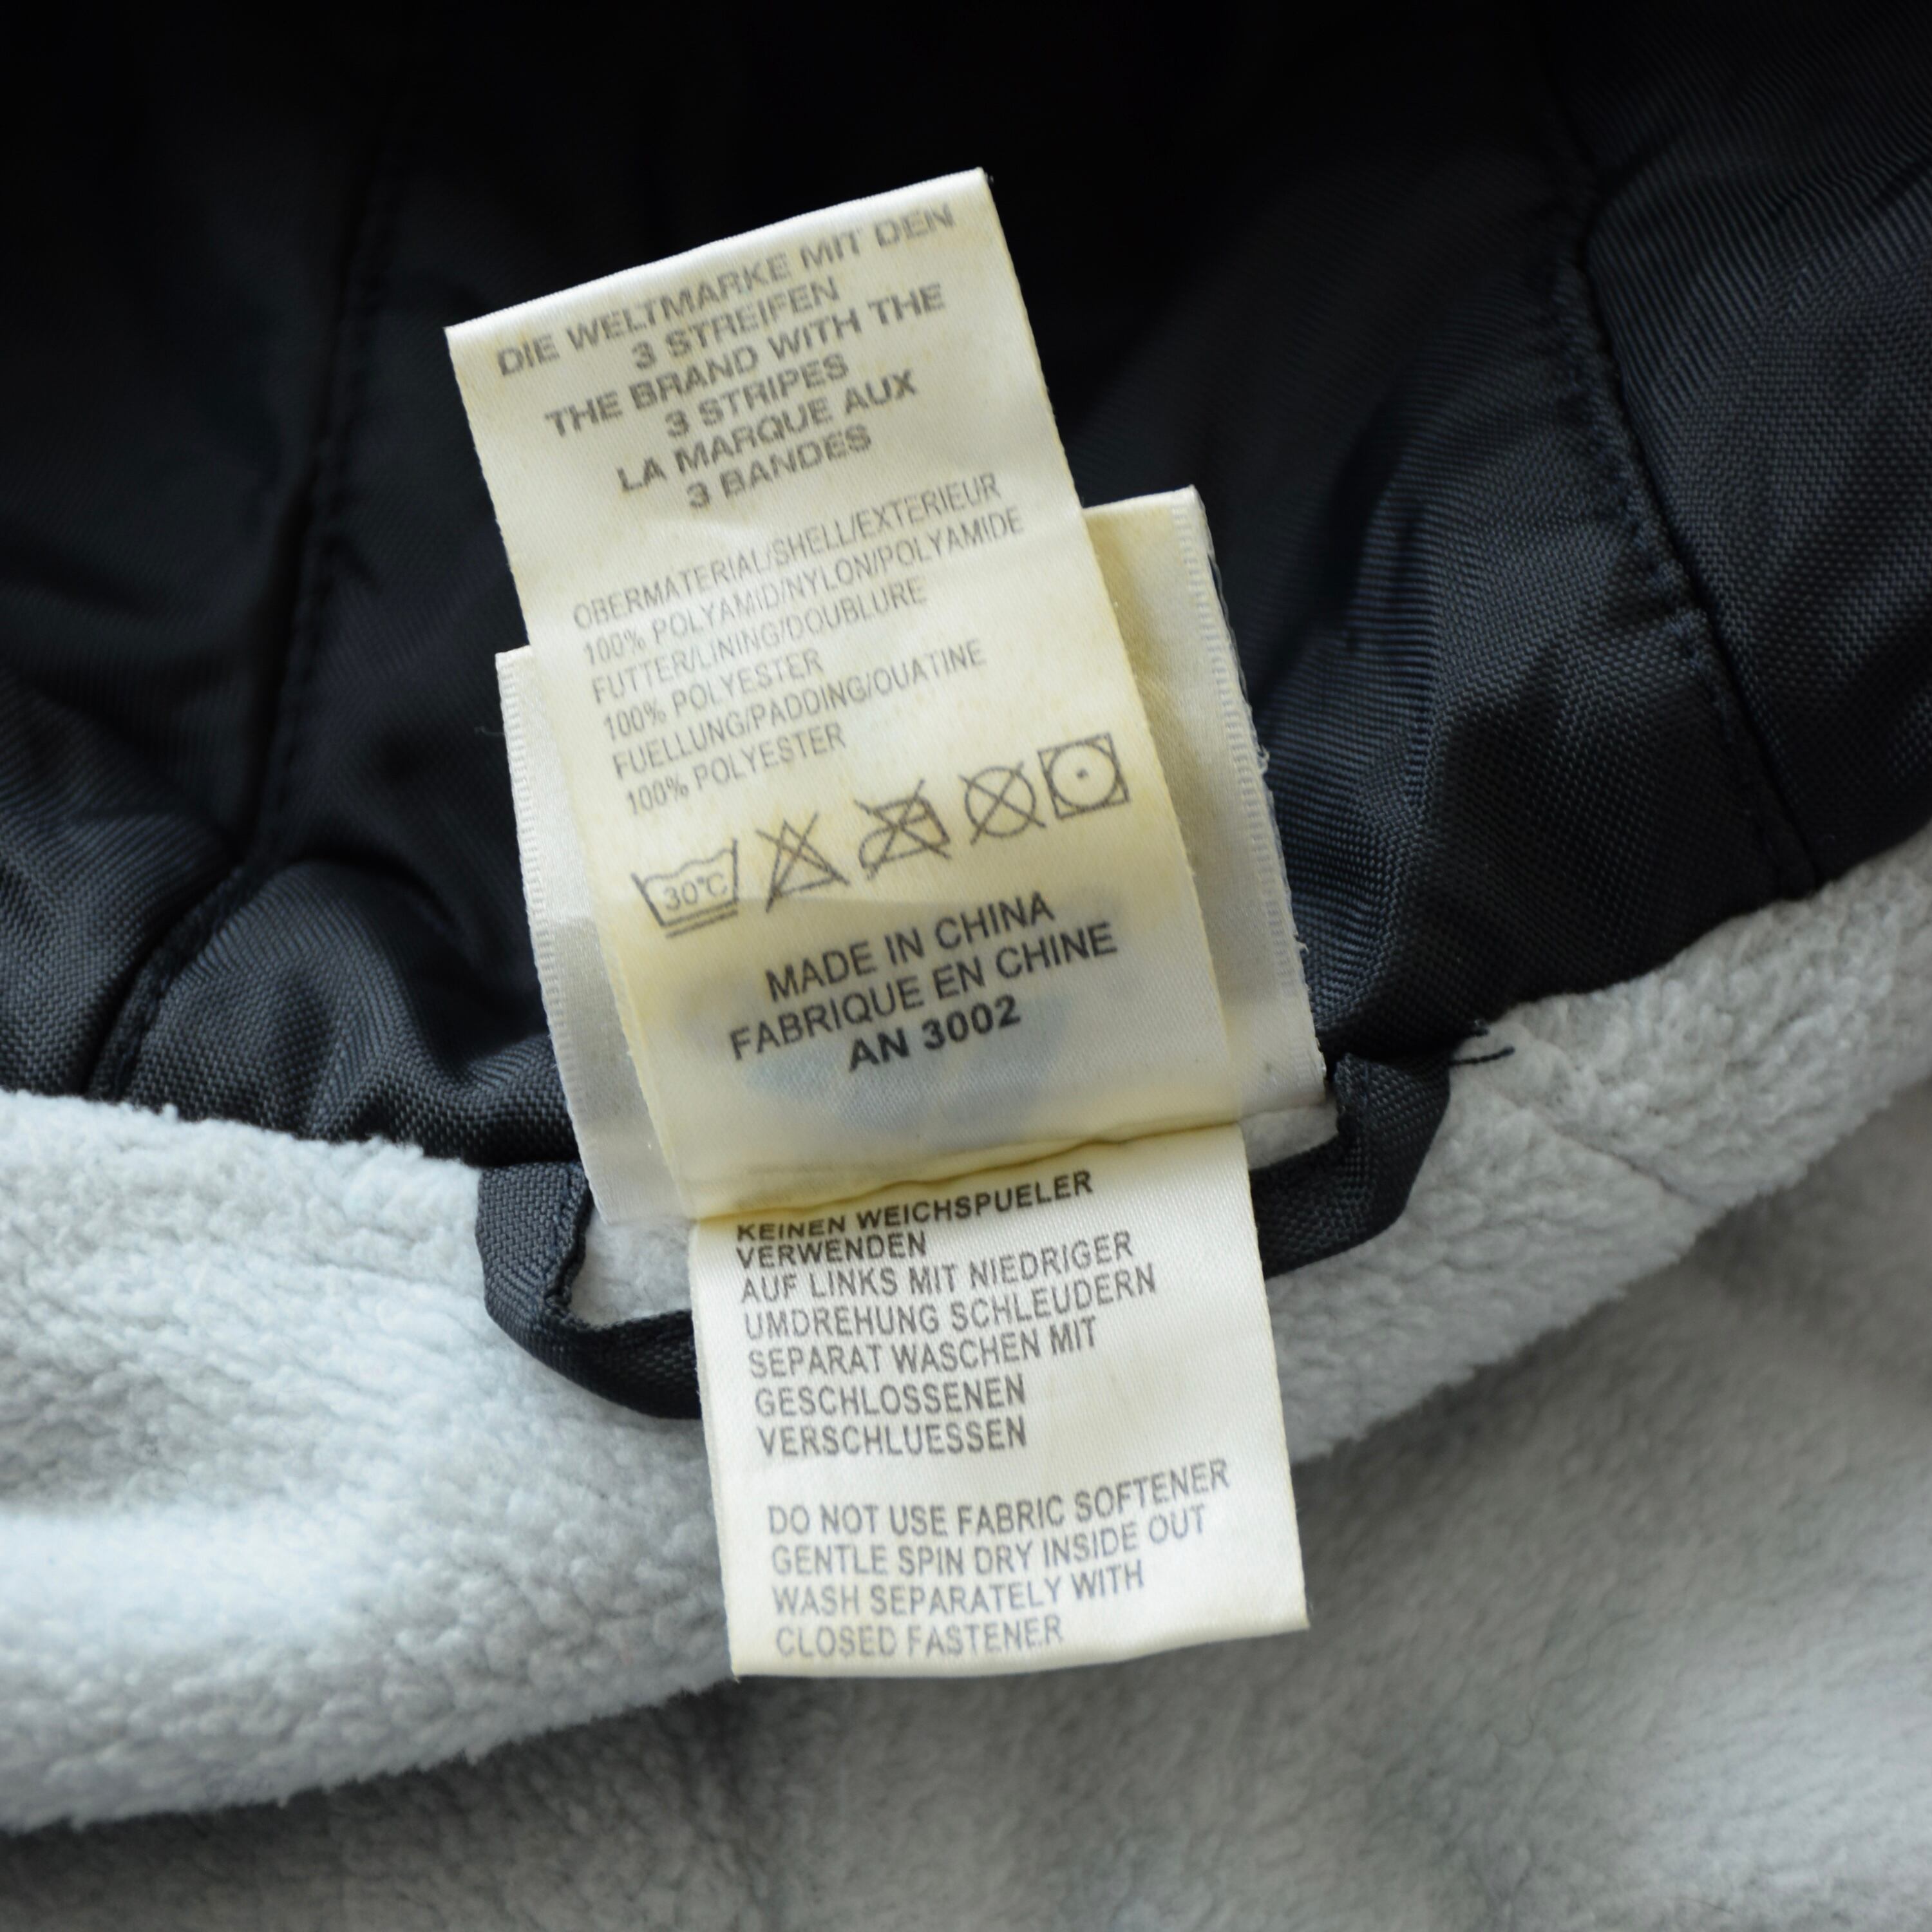 DIE WELTMARKE MIT DEN
3 STREIFEN
THE BRAND WITH THE
3 STRIPES
LA MARQUE AUX
3 BANDES
OBERMATERIAL/SHELL/EXTERIEUR
100% POLYAMID/NYLON/POLYAMIDE
FUTTER/LINING/DOUBLURE
100% POLYESTER
FUELLUNG/PADDING/OUATINE
100% POLYESTER
30°C
MADE IN CHINA
FABRIQUE EN CHINE
AN 3002
KEINEN WEICHSPUELER
VERWENDEN
AUF LINKS MIT NIEDRIGER
UMDREHUNG SCHLEUDERN
SEPARAT WASCHEN MIT
GESCHLOSSENEN
VERSCHLUESSEN
DO NOT USE FABRIC SOFTENER
GENTLE SPIN DRY INSIDE OUT
WASH SEPARATELY WITH
CLOSED FASTENER